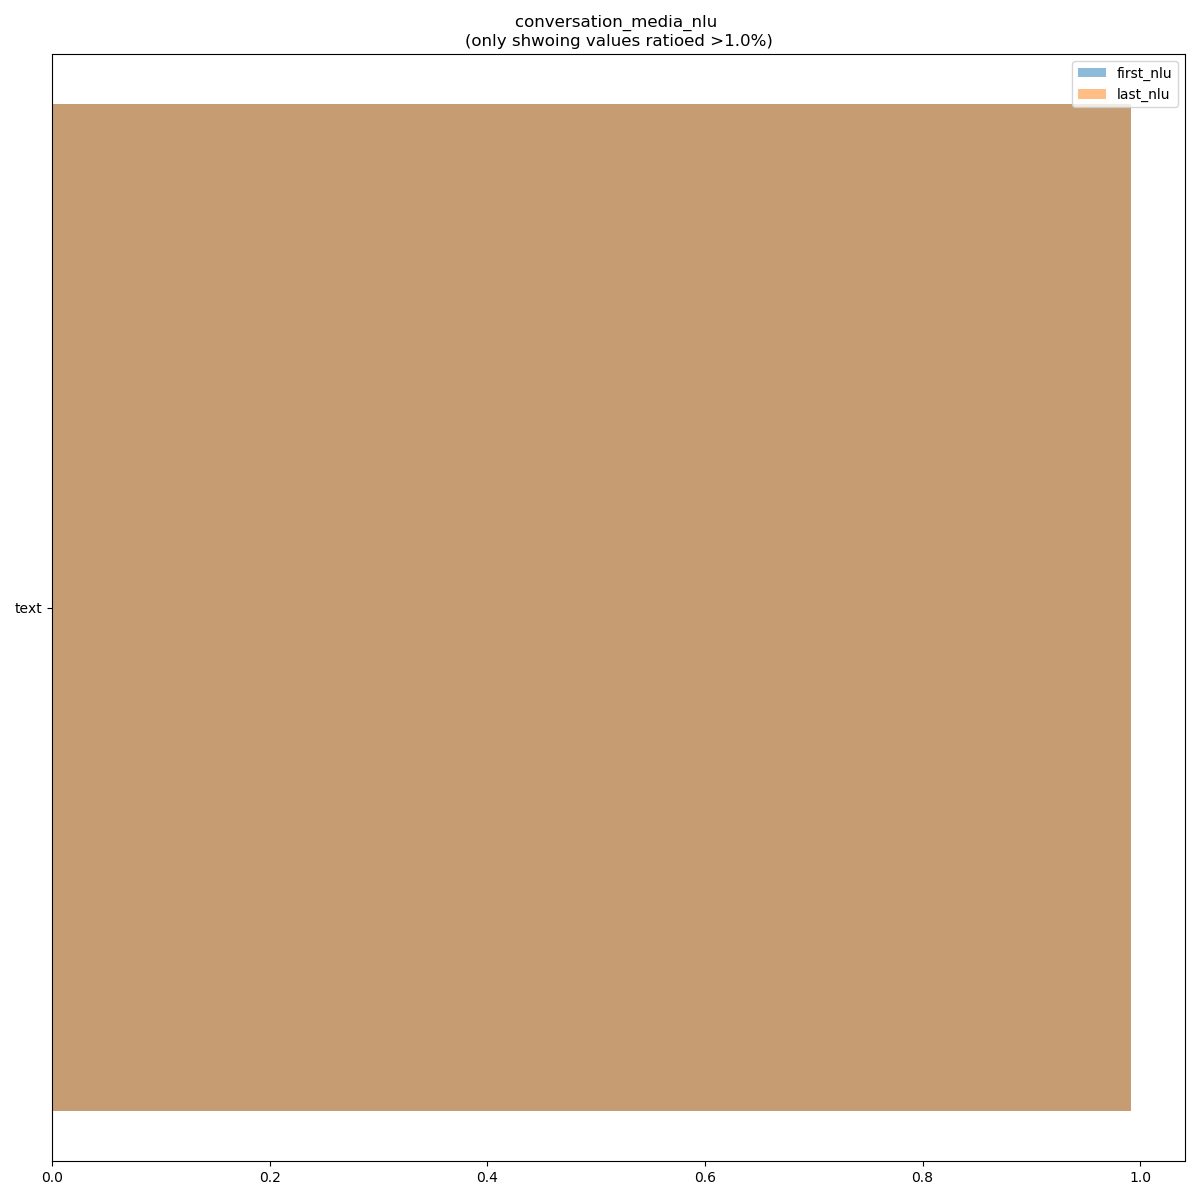 conversation_media_nlu
(only shwoing values ratioed >1.0%)
first_nlu
last_nlu
text
0.0
0.2
0.4
0.6
0.8
1.0